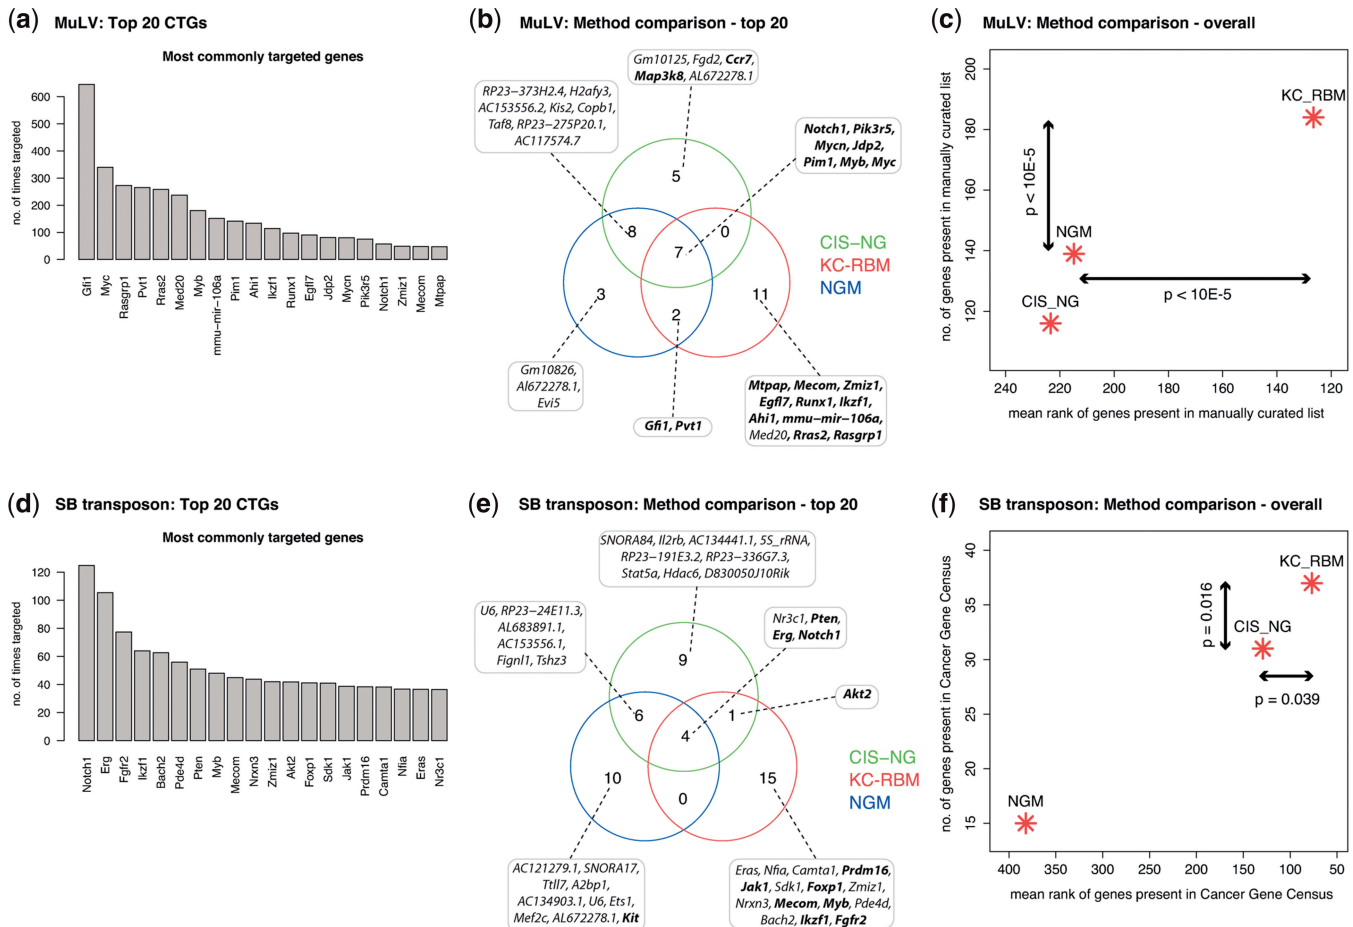 (a) MuLV: Top 20 CTGs
Most commonly targeted genes
no. of times targeted
600
500
400
300
200
100
0
Gfi1
Myc
Rasgrp1
Pvt1
Rras2
Med20
Myb
mmu-mir-106a
Pim1
Ahi1
Ikzf1
Runx1
Egfl7
Jdp2
Mycn
Pik3r5
Notch1
Zmiz1
Mecom
Mtpap
(b) MuLV: Method comparison - top 20
Gm10125, Fgd2, Ccr7,
Map3k8, AL672278.1
RP23−373H2.4, H2afy3,
AC153556.2, Kis2, Copb1,
Taf8, RP23−275P20.1,
AC117574.7
Notch1, Pik3r5,
Mycn, Jdp2,
Pim1, Myb, Myc
5
8
0
7
3
11
2
CIS−NG
KC-RBM
NGM
Gm10826,
Al672278.1,
Evi5
Gfi1, Pvt1
Mtpap, Mecom, Zmiz1,
Egfl7, Runx1, Ikzf1,
Ahi1, mmu−mir−106a,
Med20, Rras2, Rasgrp1
(c) MuLV: Method comparison - overall
no. of genes present in manually curated list
200
180
160
140
120
KC_RBM
NGM
CIS_NG
p < 10E-5
p < 10E-5
240
220
200
180
160
140
120
mean rank of genes present in manually curated list
(d) SB transposon: Top 20 CTGs
Most commonly targeted genes
no. of times targeted
120
100
80
60
40
20
0
Notch1
Erg
Fgfr2
Ikzf1
Bach2
Pde4d
Pten
Myb
Mecom
Nrxn3
Zmiz1
Akt2
Foxp1
Sdk1
Jak1
Prdm16
Camta1
Nfia
Eras
Nr3c1
(e) SB transposon: Method comparison - top 20
SNORA84, Il2rb, AC134441.1, 5S_rRNA,
RP23−191E3.2, RP23−336G7.3,
Stat5a, Hdac6, D830050J10Rik
U6, RP23−24E11.3,
AL683891.1,
AC153556.1,
Fignl1, Tshz3
Nr3c1, Pten,
Erg, Notch1
Akt2
9
6
1
4
10
15
0
CIS−NG
KC−RBM
NGM
AC121279.1, SNORA17,
Ttll7, A2bp1,
AC134903.1, U6, Ets1,
Mef2c, AL672278.1, Kit
Eras, Nfia, Camta1, Prdm16,
Jak1, Sdk1, Foxp1, Zmiz1,
Nrxn3, Mecom, Myb, Pde4d,
Bach2, Ikzf1, Fgfr2
(f) SB transposon: Method comparison - overall
no. of genes present in Cancer Gene Census
40
35
30
25
20
15
KC_RBM
CIS_NG
NGM
p = 0.016
p = 0.039
400
350
300
250
200
150
100
50
mean rank of genes present in Cancer Gene Census